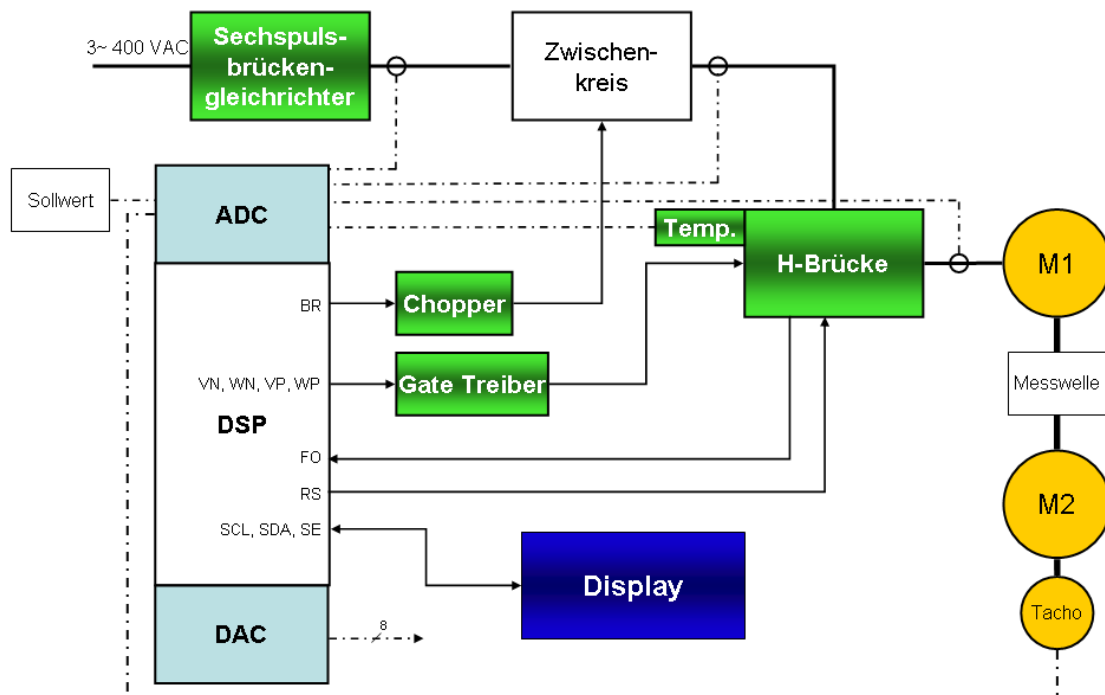 3~ 400 VAC
Sechspuls-
brücken-
gleichrichter
Zwischen-
kreis
Sollwert
ADC
Temp.
H-Brücke
M1
BR
Chopper
VN, WN, VP, WP
Gate Treiber
Messwelle
DSP
FO
RS
M2
SCL, SDA, SE
Display
Tacho
DAC
8